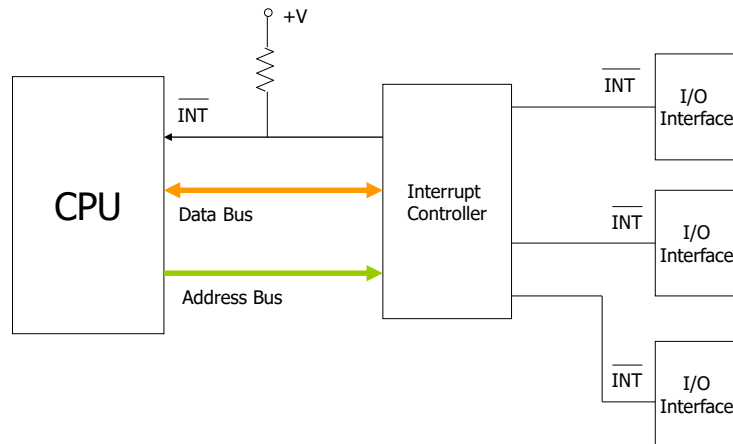 +V
INT
CPU
Data Bus
Address Bus
Interrupt
Controller
INT
I/O
Interface
INT
I/O
Interface
INT
I/O
Interface